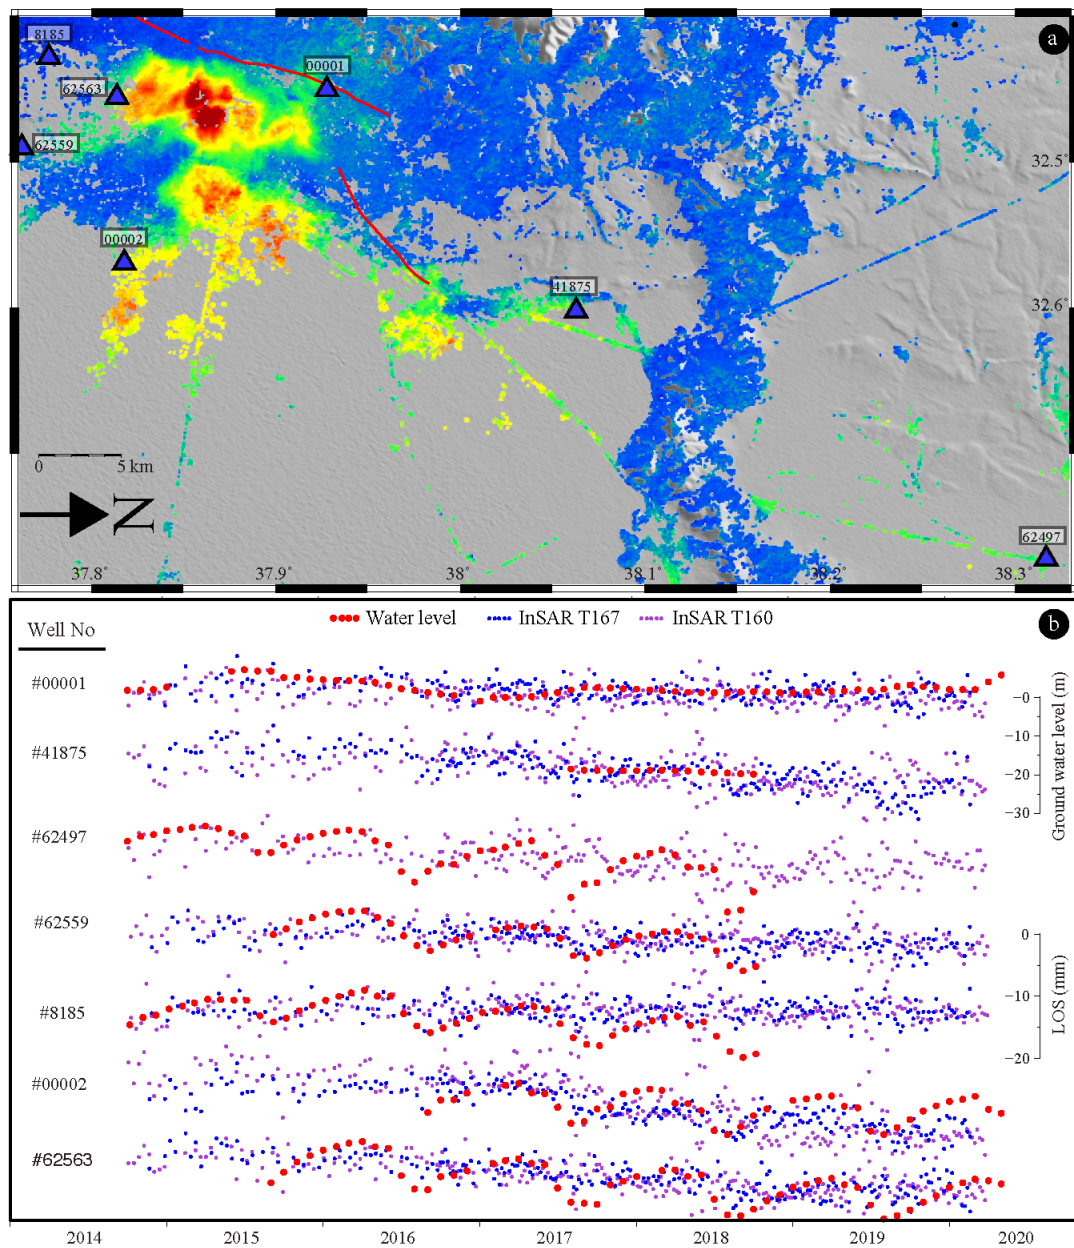 a
8185
62563
00001
62559
32.5°
00002
41875
32.6°
0 5 km
N
62497
37.8° 37.9° 38° 38.1° 38.2° 38.3°
Well No
Water level InSAR T167 InSAR T160
b
#00001
−0
−10
−20
−30
Ground water level (m)
#41875
#62497
#62559
0
−10
−20
LOS (mm)
#8185
#00002
#62563
2014 2015 2016 2017 2018 2019 2020